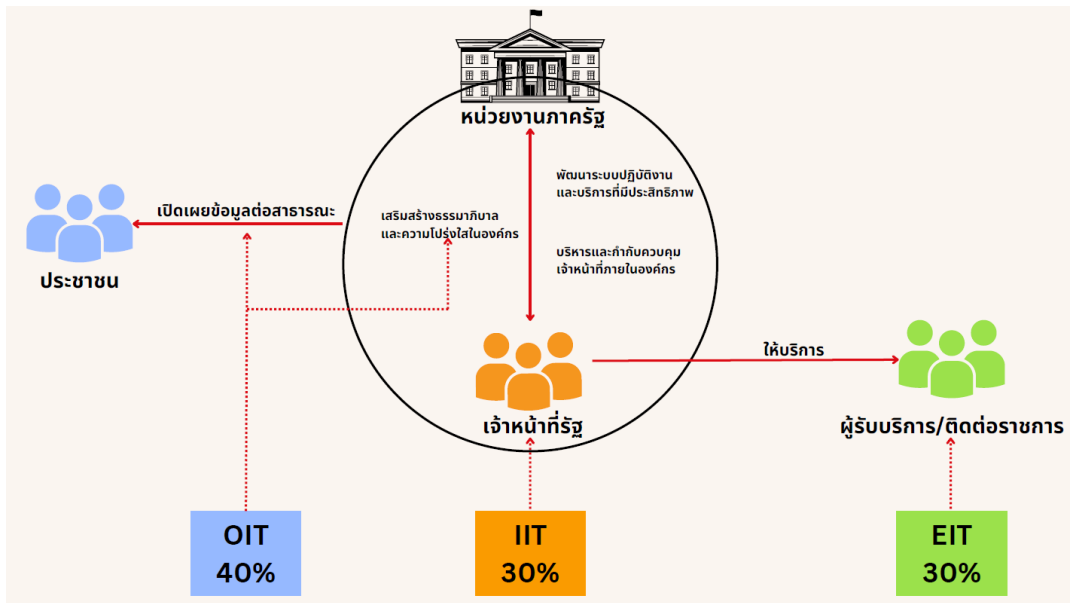 หน่วยงานภาครัฐ
พัฒนาระบบปฏิบัติงาน
และบริการที่มีประสิทธิภาพ
เปิดเผยข้อมูลต่อสาธารณะ
เสริมสร้างธรรมาภิบาล
และความโปร่งใสในองค์กร
บริหารและกำกับควบคุม
เจ้าหน้าที่ภายในองค์กร
ประชาชน
ให้บริการ
เจ้าหน้าที่รัฐ
ผู้รับบริการ/ติดต่อราชการ
OIT
40%
IIT
30%
EIT
30%